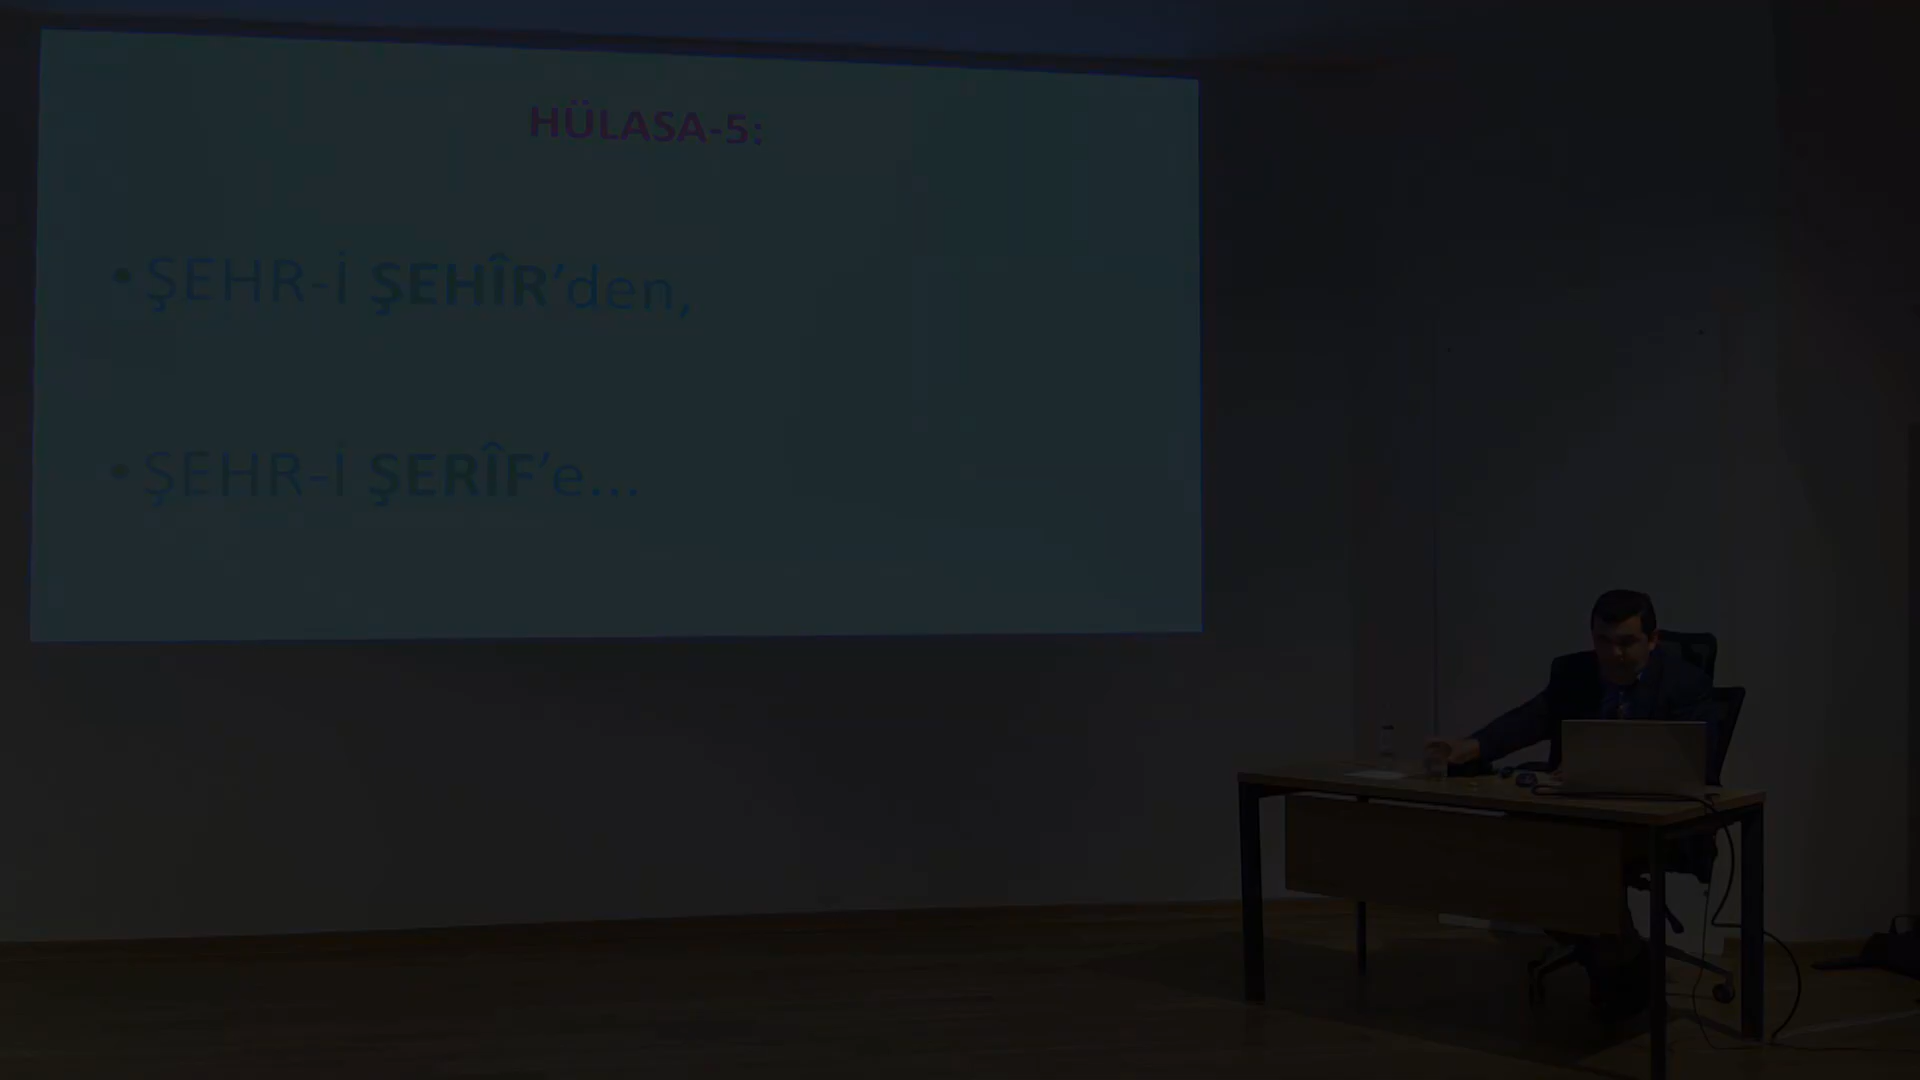 HÜLASA-5:
• ŞEHR-İ ŞEHÎR’den,
• ŞEHR-İ ŞERÎF’e...